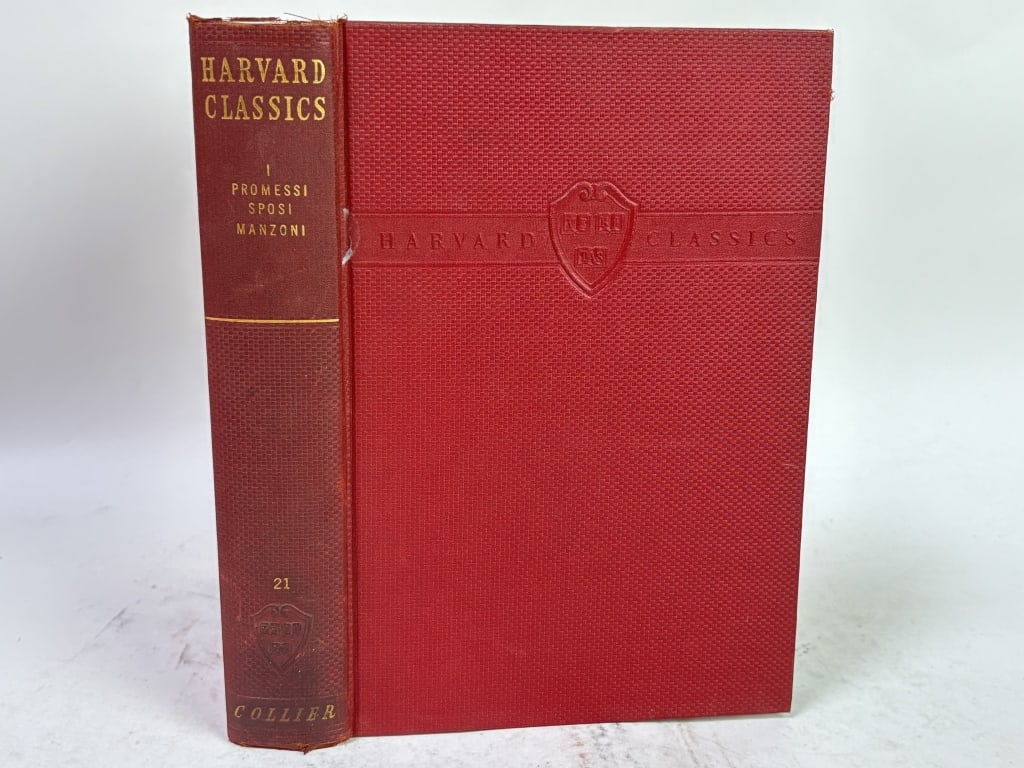 HARVARD
CLASSICS
I
PROMESSI
SPOSI
MANZONI
21
COLLIER
HARVARD CLASSICS